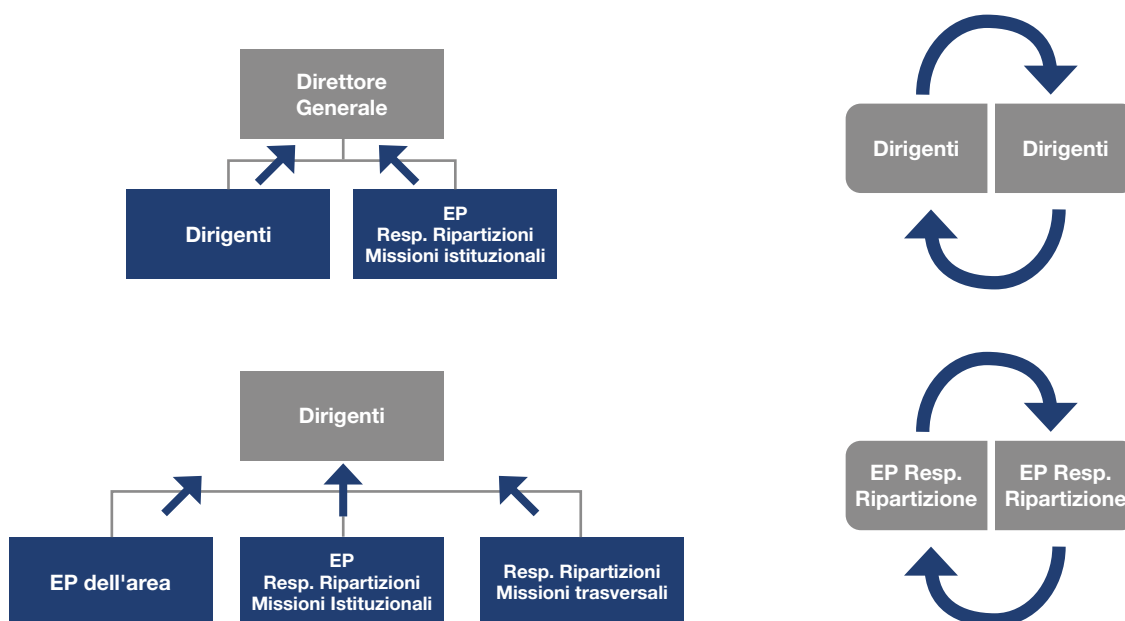 Direttore
Generale
Dirigenti
EP
Resp. Ripartizioni
Missioni istituzionali
Dirigenti
Dirigenti
Dirigenti
EP dell'area
EP
Resp. Ripartizioni
Missioni Istituzionali
Resp. Ripartizioni
Missioni trasversali
EP Resp.
Ripartizione
EP Resp.
Ripartizione